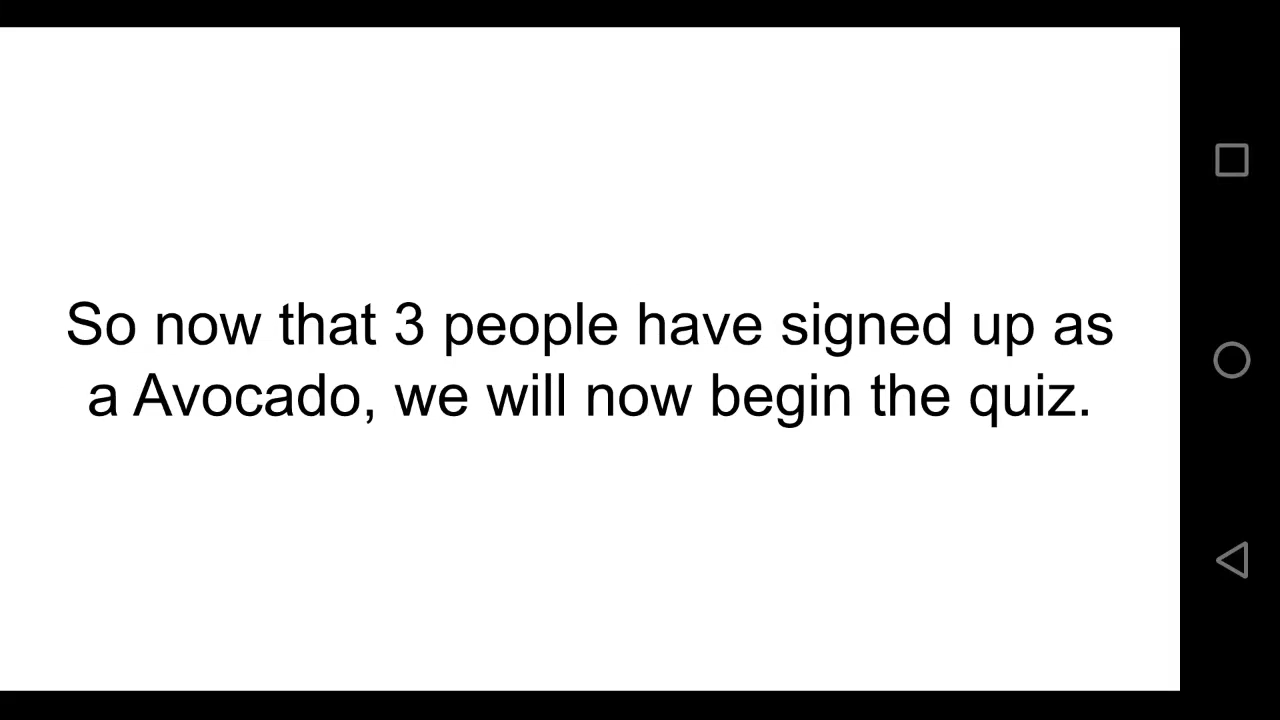 So now that 3 people have signed up as
a Avocado, we will now begin the quiz.